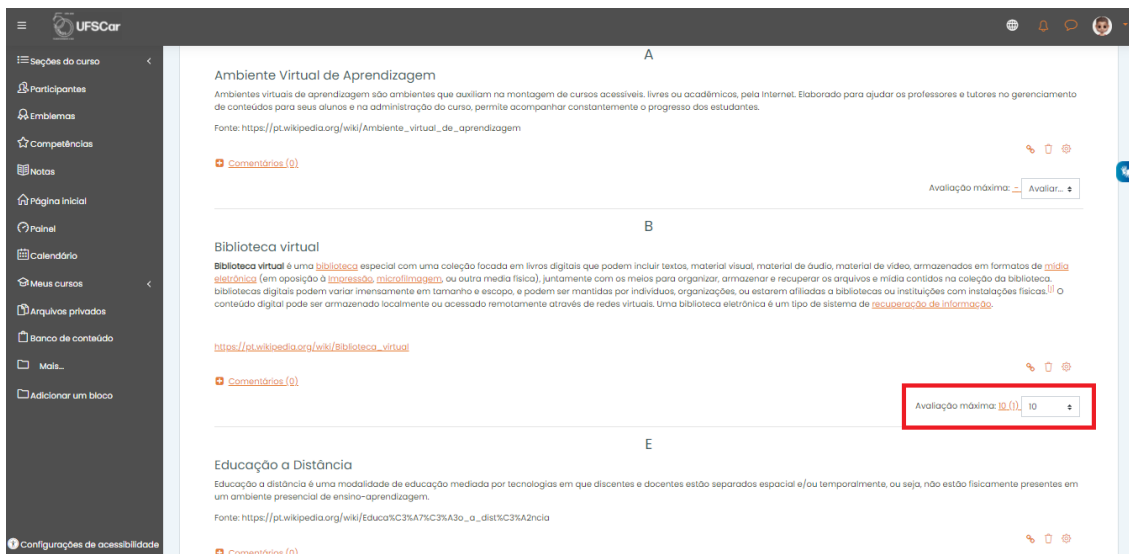 UFSCar
Seções do curso
Participantes
Emblemas
Competências
Notas
Página inicial
Painel
Calendário
Meus cursos
Arquivos privados
Banco de conteúdo
Mais...
Adicionar um bloco
Configurações de acessibilidade
A
Ambiente Virtual de Aprendizagem
Ambientes virtuais de aprendizagem são ambientes que auxiliam na montagem de cursos acessíveis. livres ou acadêmicos, pela Internet. Elaborado para ajudar os professores e tutores no gerenciamento
de conteúdos para seus alunos e na administração do curso, permite acompanhar constantemente o progresso dos estudantes.
Fonte: https://pt.wikipedia.org/wiki/Ambiente_virtual_de_aprendizagem
Comentários (0)
Avaliação máxima: - Avaliar...
B
Biblioteca virtual
Biblioteca virtual é uma biblioteca especial com uma coleção focada em livros digitais que podem incluir textos, material visual, material de áudio, material de vídeo, armazenados em formatos de mídia
eletrônica (em oposição à impressão, microfilmagem, ou outra media física), juntamente com os meios para organizar, armazenar e recuperar os arquivos e mídia contidos na coleção da biblioteca.
bibliotecas digitais podem variar imensamente em tamanho e escopo, e podem ser mantidas por indivíduos, organizações, ou estarem afiliadas a bibliotecas ou instituições com instalações físicas.[1] O
conteúdo digital pode ser armazenado localmente ou acessado remotamente através de redes virtuais. Uma biblioteca eletrônica é um tipo de sistema de recuperação de informação.
https://pt.wikipedia.org/wiki/Biblioteca_virtual
Comentários (0)
Avaliação máxima: 10 (1) 10
E
Educação a Distância
Educação a distância é uma modalidade de educação mediada por tecnologias em que discentes e docentes estão separados espacial e/ou temporalmente, ou seja, não estão fisicamente presentes em
um ambiente presencial de ensino-aprendizagem.
Fonte: https://pt.wikipedia.org/wiki/Educa%C3%A7%C3%A3o_a_dist%C3%A2ncia
Comentários (0)